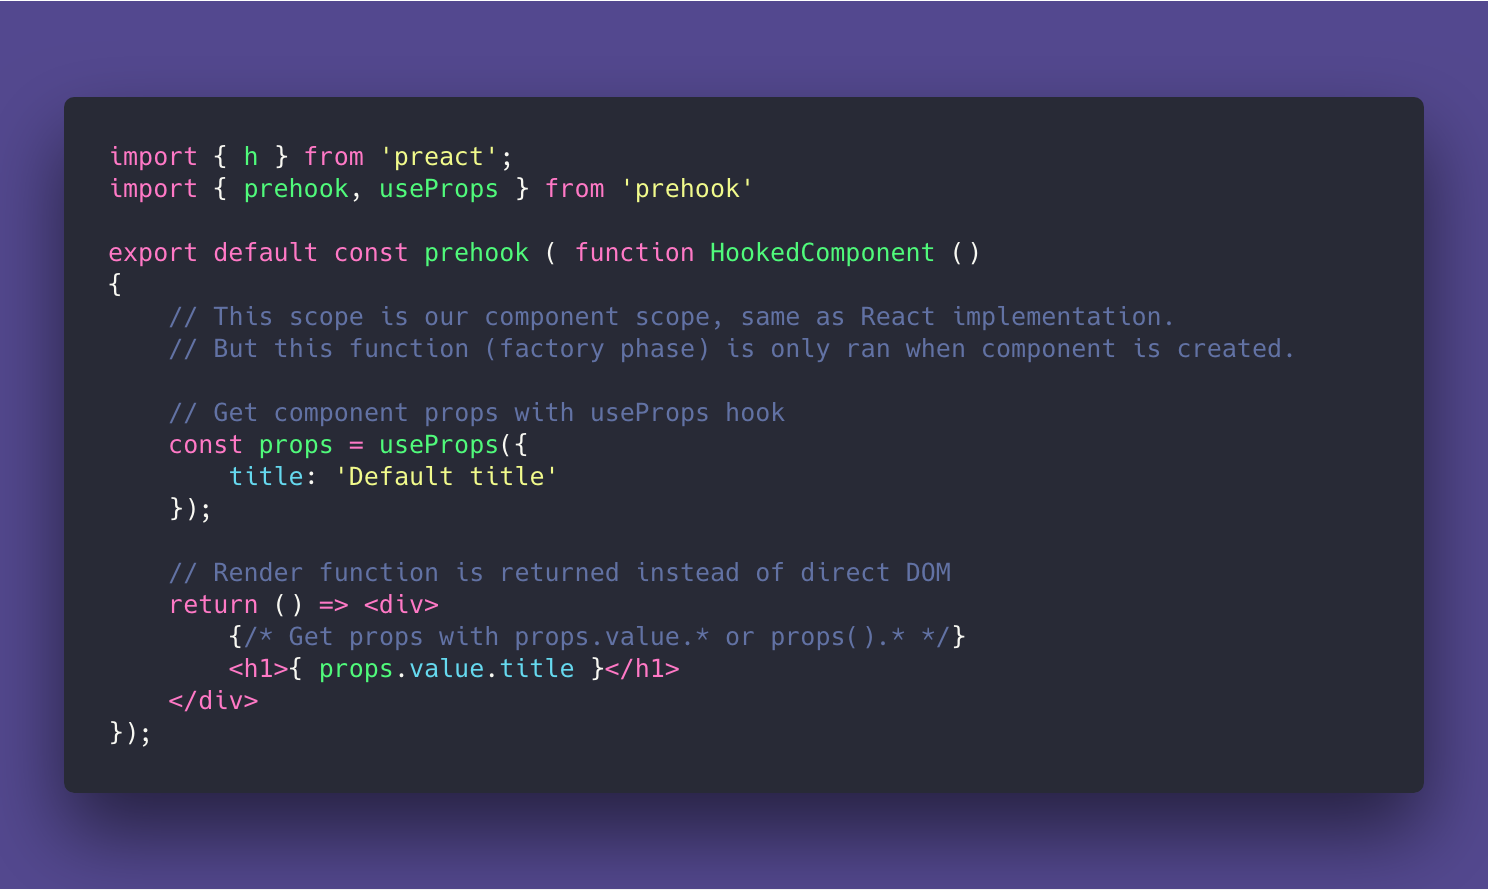 import { h } from 'preact';
import { prehook, useProps } from 'prehook'

export default const prehook ( function HookedComponent ()
{
    // This scope is our component scope, same as React implementation.
    // But this function (factory phase) is only ran when component is created.

    // Get component props with useProps hook
    const props = useProps({
        title: 'Default title'
    });

    // Render function is returned instead of direct DOM
    return () => <div>
        {/* Get props with props.value.* or props().* */}
        <h1>{ props.value.title }</h1>
    </div>
});